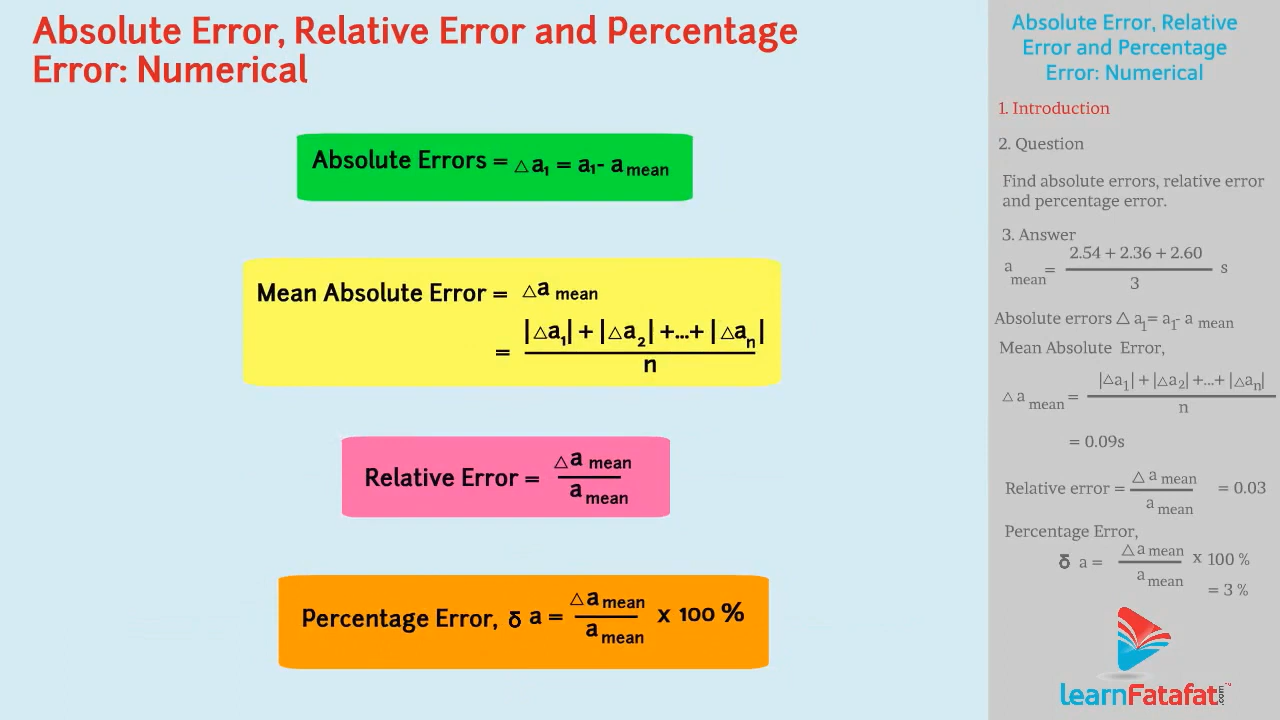 Absolute Error, Relative Error and Percentage
Error: Numerical
Absolute Errors = △a₁ = a₁- a mean
Mean Absolute Error = △a mean
= |△a₁| + |△a₂| +...+ |△aₙ|
n
Relative Error = △a mean
a mean
Percentage Error, δ a = △a mean x 100 %
a mean
Absolute Error, Relative
Error and Percentage
Error: Numerical
1. Introduction
2. Question
Find absolute errors, relative error
and percentage error.
3. Answer
a mean = 2.54 + 2.36 + 2.60 s
3
Absolute errors △ a₁= a₁- a mean
Mean Absolute Error,
△ a mean = |△a₁| + |△a₂| +...+ |△aₙ|
n
= 0.09s
Relative error = △ a mean = 0.03
a mean
Percentage Error,
δ a = △a mean x 100 %
a mean
= 3 %
learnFatafat.com